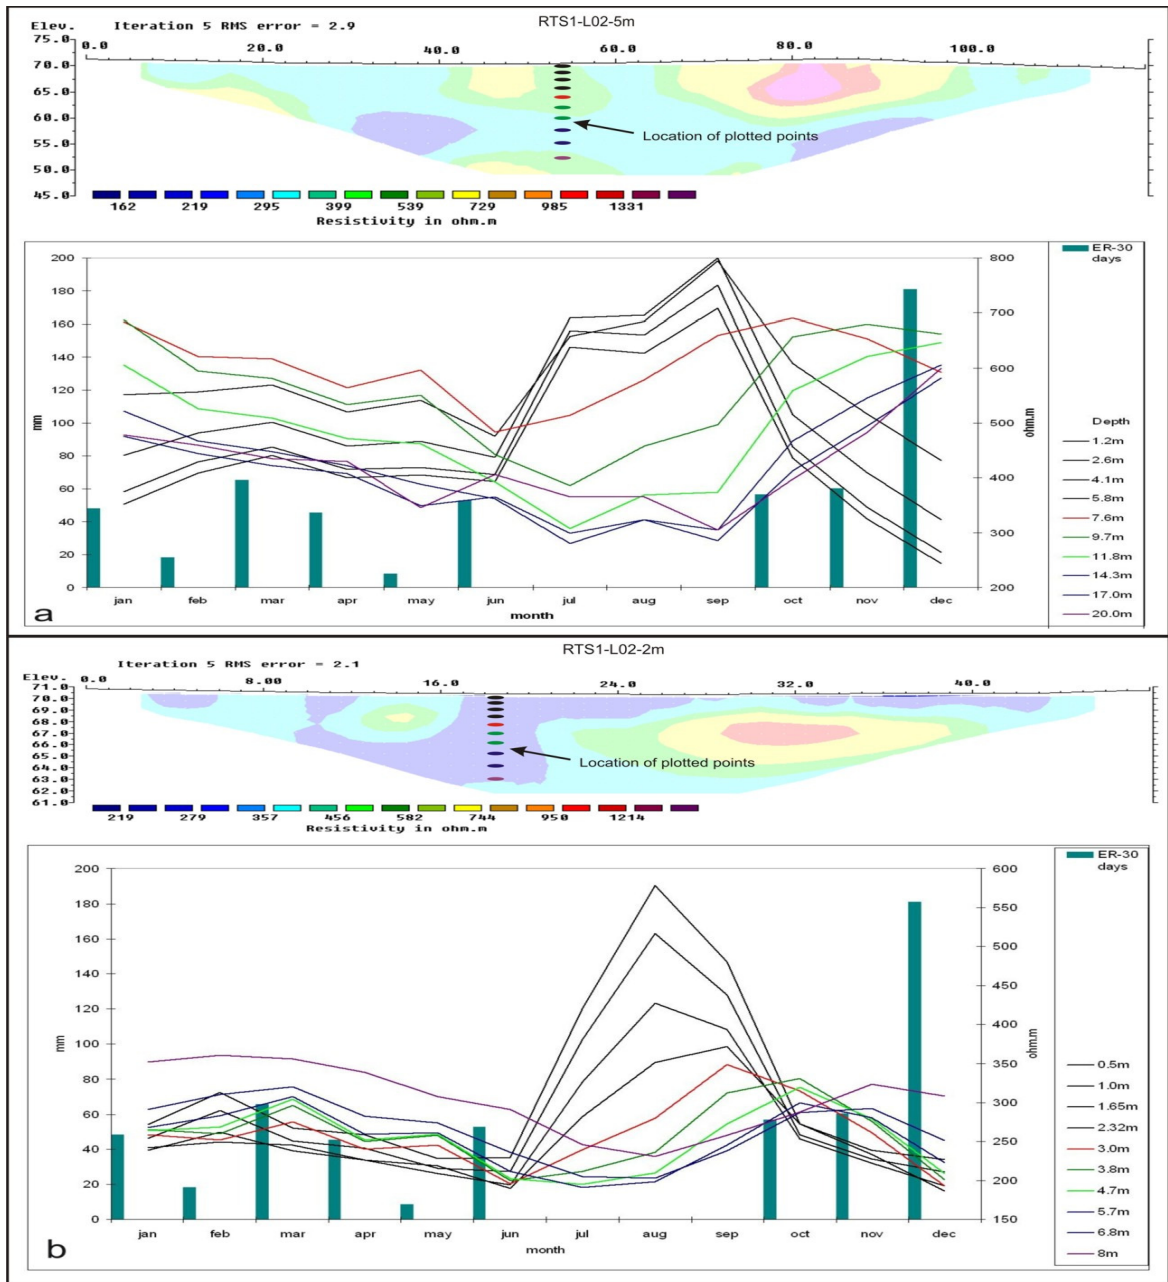 RTS1-L02-5m
Elev. Iteration 5 RMS error = 2.9
0.0 20.0 40.0 60.0 80.0 100.0
75.0
70.0
65.0
60.0
55.0
50.0
45.0
Location of plotted points
162 219 295 399 539 729 985 1331
Resistivity in ohm.m
200
180
160
140
120
100
80
60
40
20
0
mm
800
700
600
500
400
300
200
ohm.m
jan feb mar apr may jun jul aug sep oct nov dec
month
ER-30
days
Depth
1.2m
2.6m
4.1m
5.8m
7.6m
9.7m
11.8m
14.3m
17.0m
20.0m
a
RTS1-L02-2m
Iteration 5 RMS error = 2.1
Elev. 0.0 8.00 16.0 24.0 32.0 40.0
71.0
70.0
69.0
68.0
67.0
66.0
65.0
64.0
63.0
62.0
61.0
Location of plotted points
219 279 357 456 582 744 950 1214
Resistivity in ohm.m
200
180
160
140
120
100
80
60
40
20
0
mm
600
550
500
450
400
350
300
250
200
150
ohm.m
jan feb mar apr may jun jul aug sep oct nov dec
month
ER-30
days
0.5m
1.0m
1.65m
2.32m
3.0m
3.8m
4.7m
5.7m
6.8m
8m
b